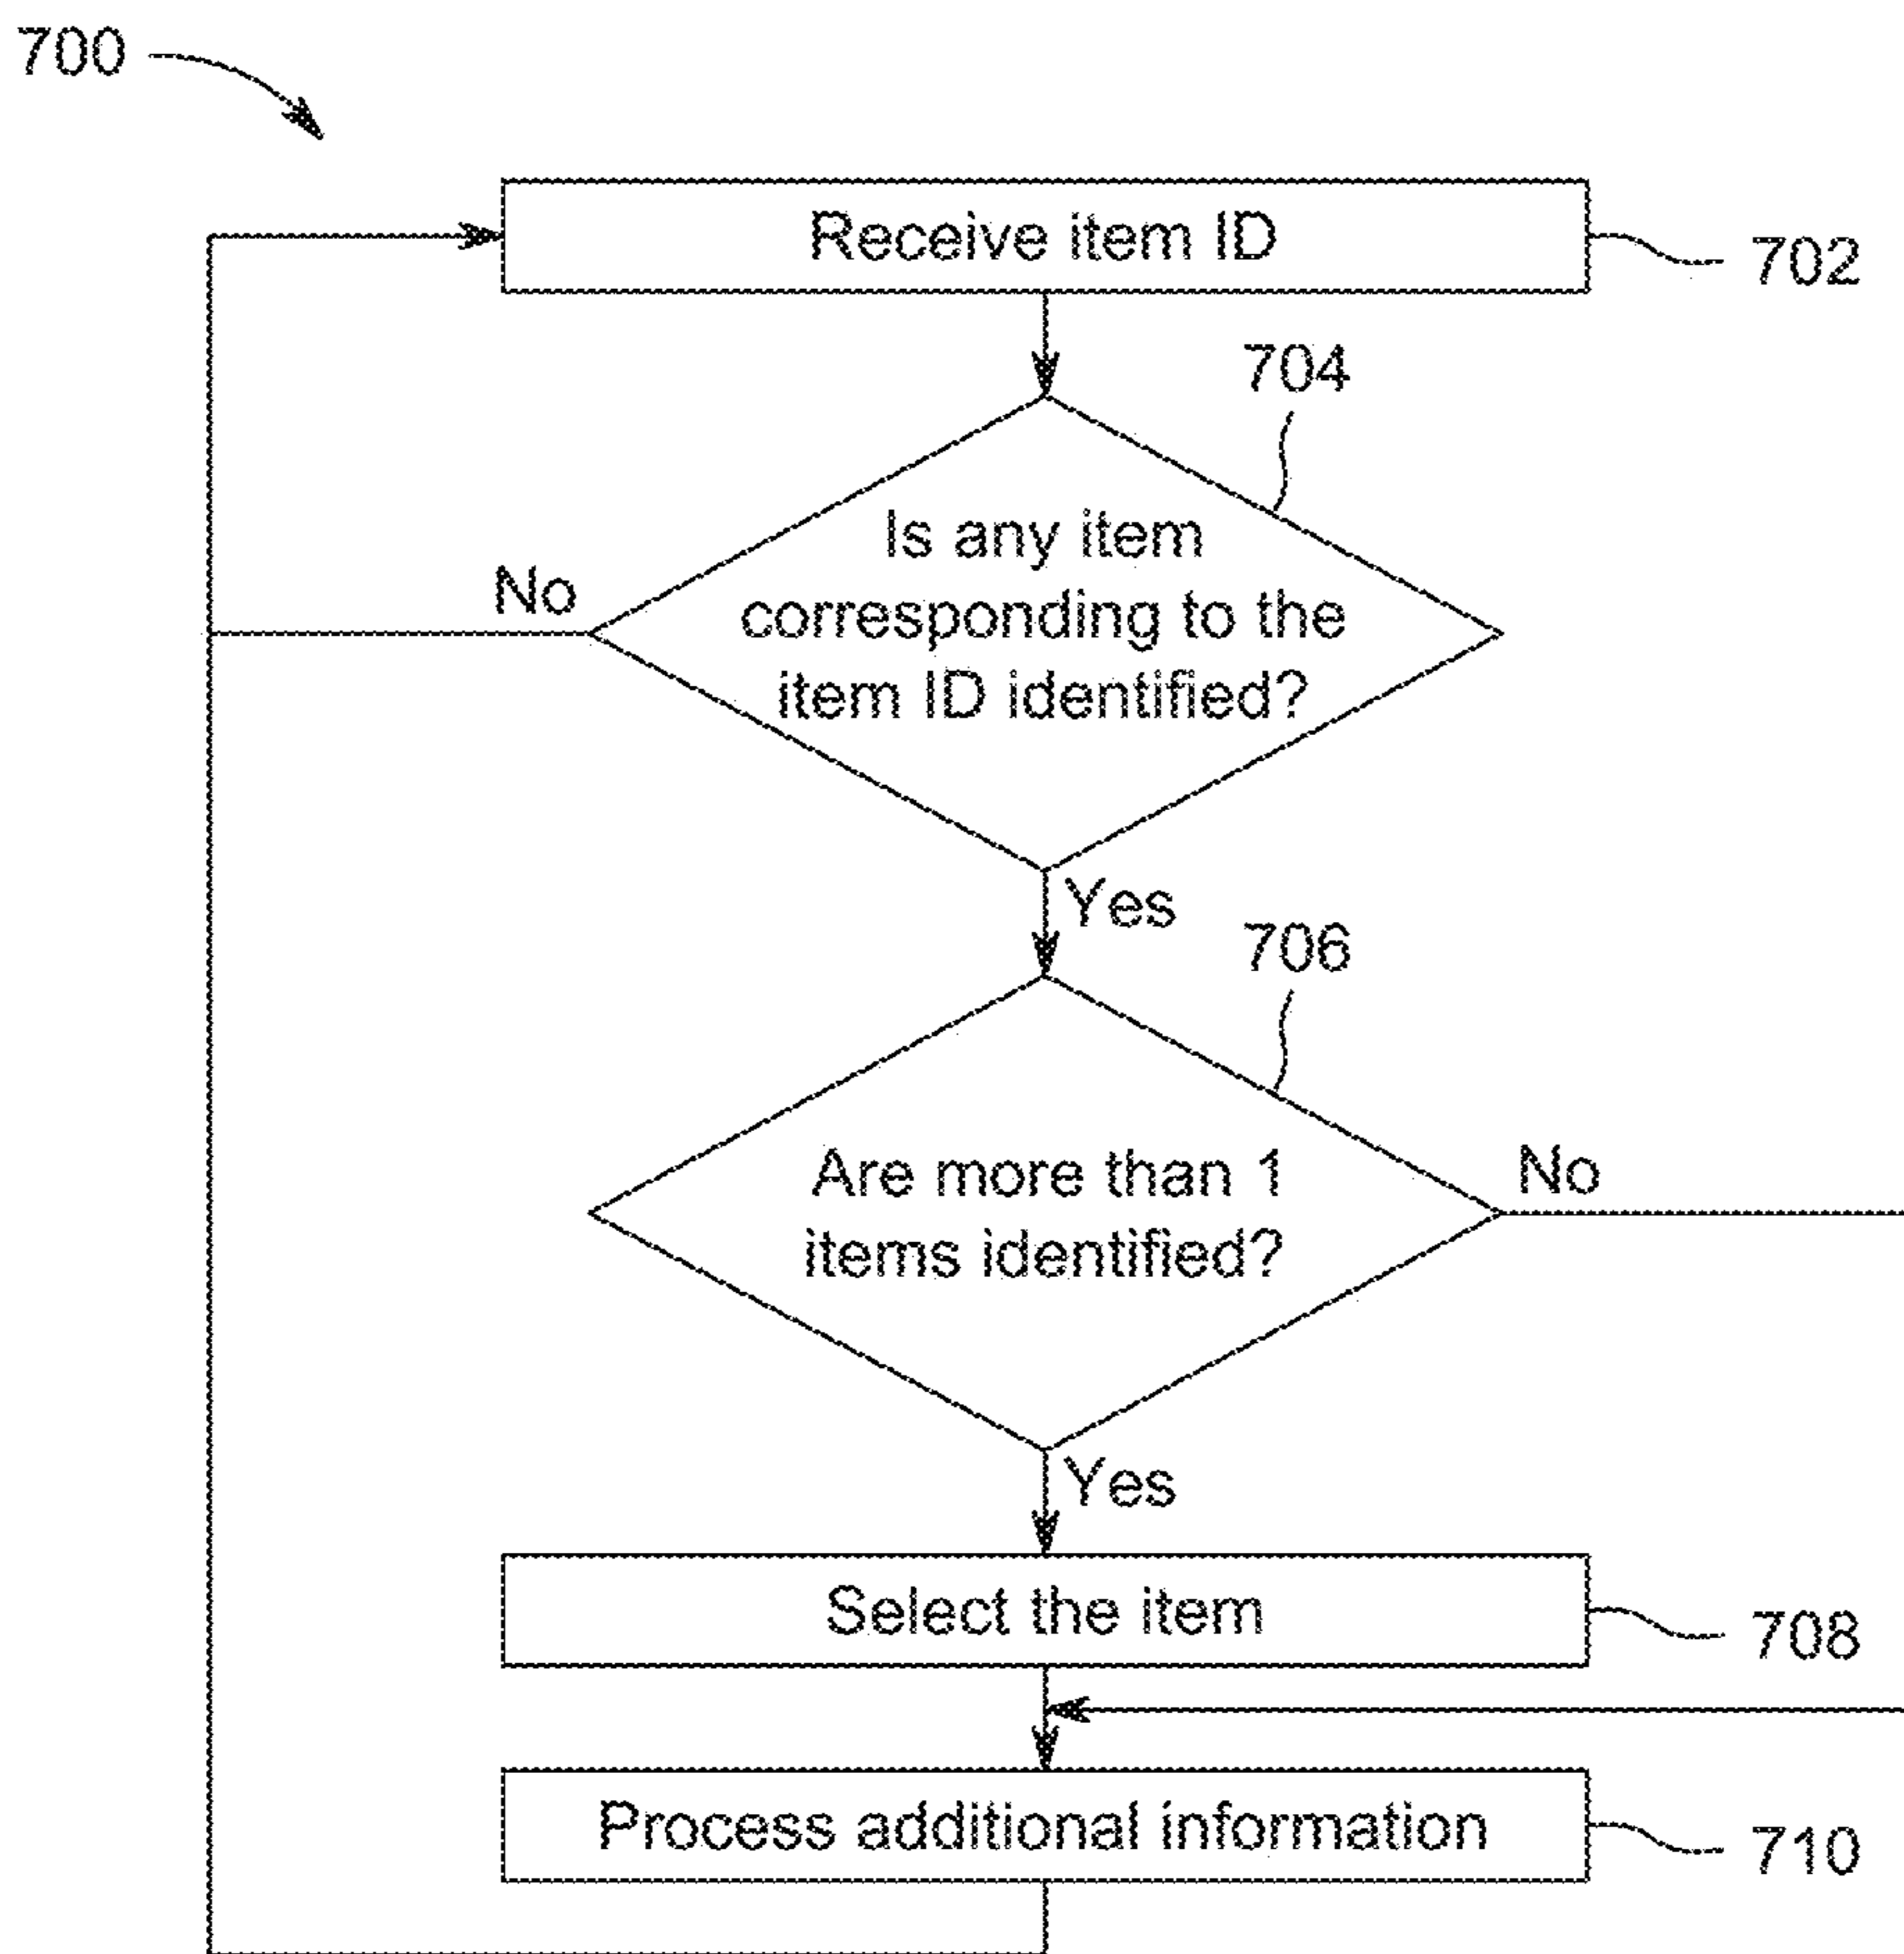 700
Receive item ID
702
704
Is any item
corresponding to the
item ID identified?
No
Yes
706
Are more than 1
items identified?
No
Yes
Select the item
708
Process additional information
710